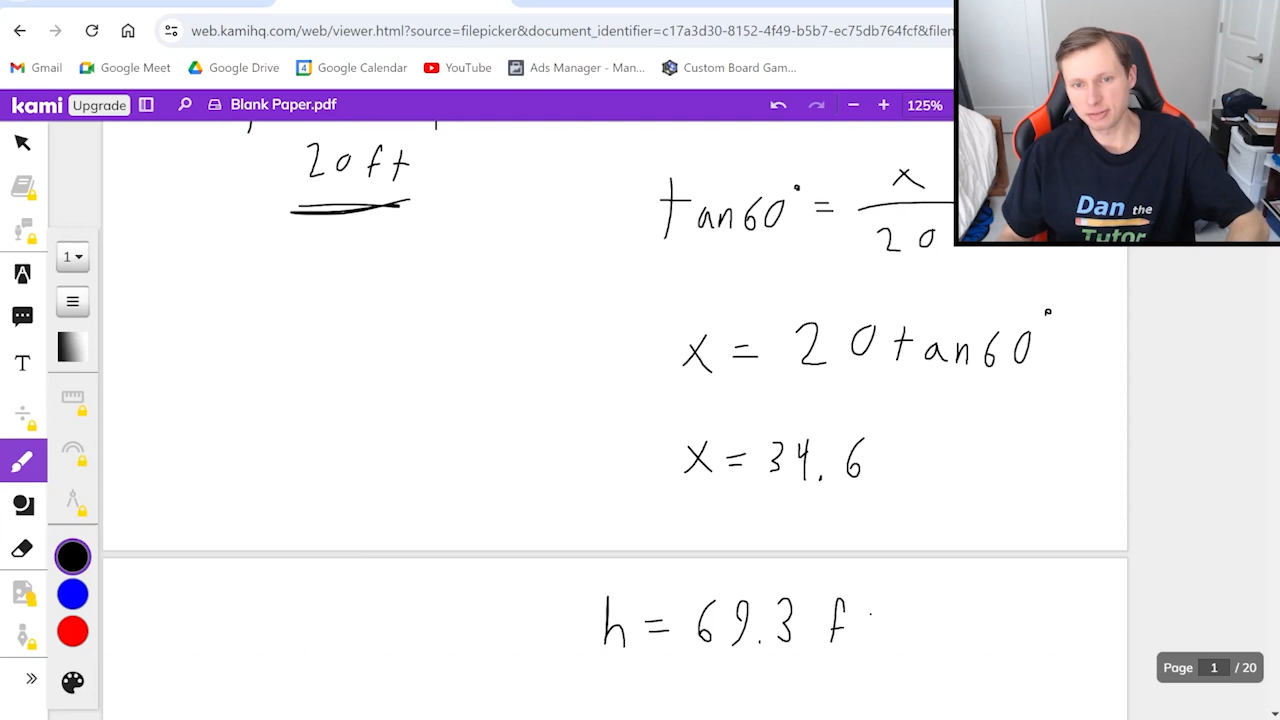 web.kamihq.com/web/viewer.html?source=filepicker&document_identifier=c17a3d30-8152-4f49-b5b7-ec75db764fcf&filen
Gmail Google Meet Google Drive Google Calendar YouTube Ads Manager - Man... Custom Board Gam...
kami Upgrade Blank Paper.pdf 125%
20ft
tan60° = x
20
Dan the
Tutor
1
x = 20tan60°
x = 34.6
T
h = 69.3 f
Page 1 / 20